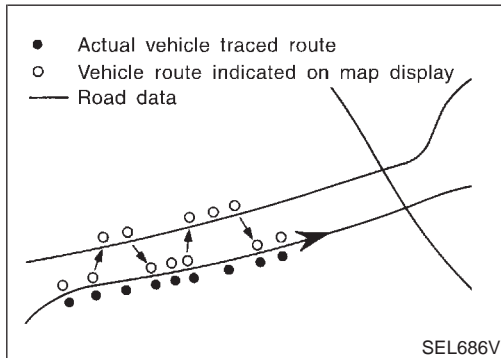 ● Actual vehicle traced route
○ Vehicle route indicated on map display
— Road data
SEL686V